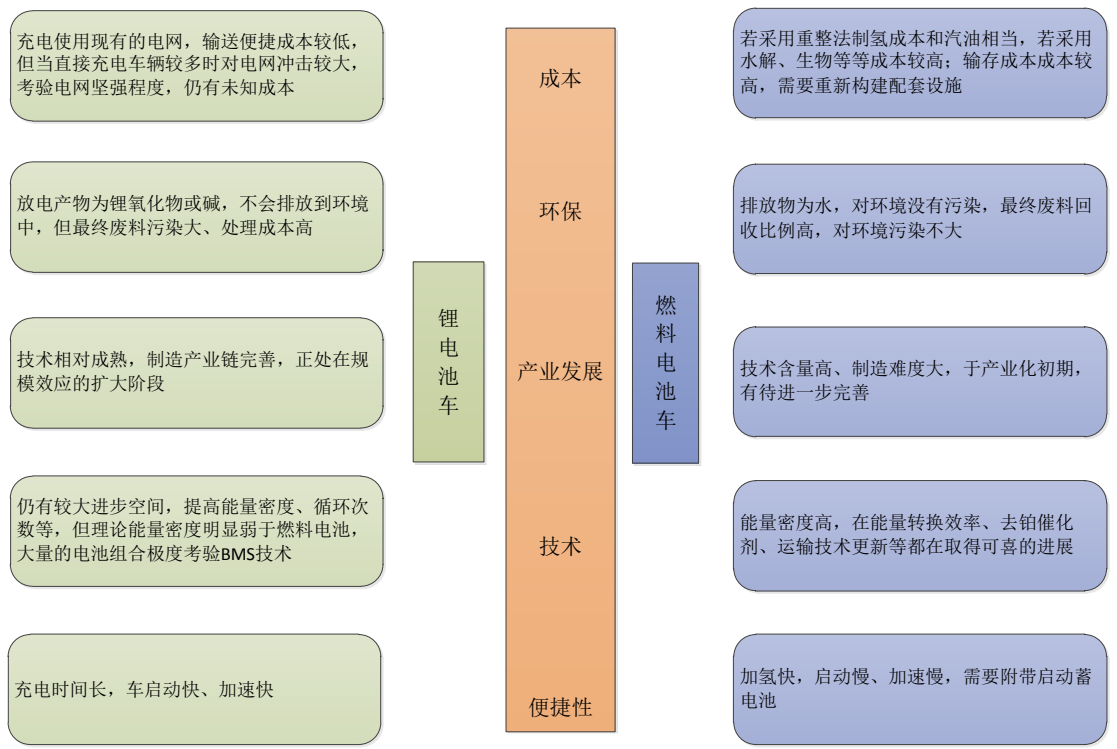 充电使用现有的电网，输送便捷成本较低，
但当直接充电车辆较多时对电网冲击较大，
考验电网坚强程度，仍有未知成本
成本
若采用重整法制氢成本和汽油相当，若采用
水解、生物等等成本较高；输存成本成本较
高，需要重新构建配套设施
放电产物为锂氧化物或碱，不会排放到环境
中，但最终废料污染大、处理成本高
环保
排放物为水，对环境没有污染，最终废料回
收比例高，对环境污染不大
锂
电
池
车
燃
料
电
池
车
技术相对成熟，制造产业链完善，正处在规
模效应的扩大阶段
产业发展
技术含量高、制造难度大，于产业化初期，
有待进一步完善
仍有较大进步空间，提高能量密度、循环次
数等，但理论能量密度明显弱于燃料电池，
大量的电池组合极度考验BMS技术
技术
能量密度高，在能量转换效率、去铂催化
剂、运输技术更新等都在取得可喜的进展
充电时间长，车启动快、加速快
便捷性
加氢快，启动慢、加速慢，需要附带启动蓄
电池